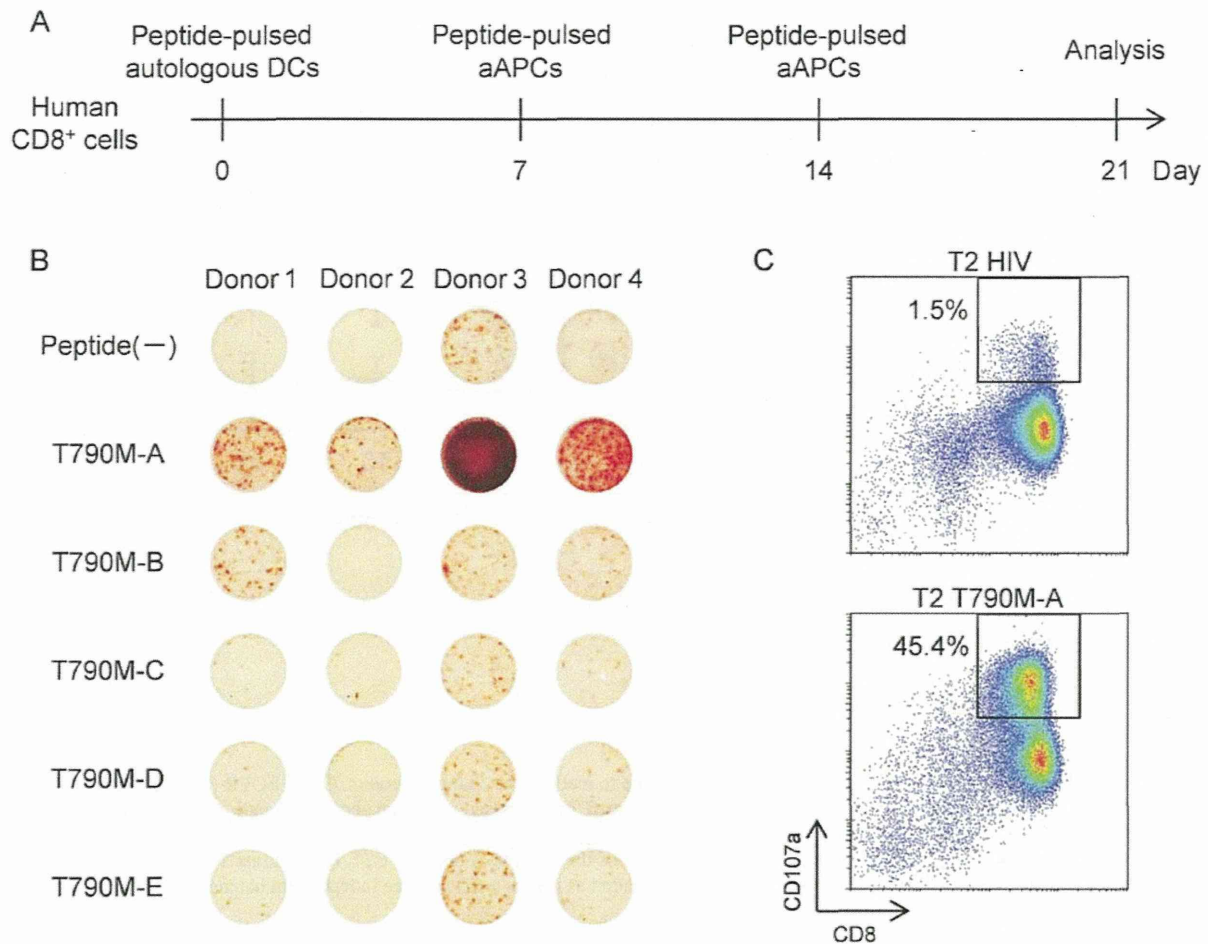 A
Peptide-pulsed
autologous DCs
Peptide-pulsed
aAPCs
Peptide-pulsed
aAPCs
Analysis
Human
CD8⁺ cells
0
7
14
21
Day
B
Donor 1
Donor 2
Donor 3
Donor 4
Peptide(—)
T790M-A
T790M-B
T790M-C
T790M-D
T790M-E
C
T2 HIV
1.5%
T2 T790M-A
45.4%
CD107a
CD8